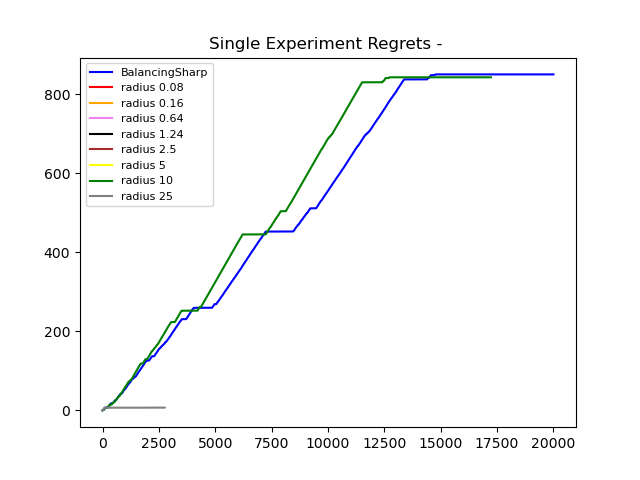 Single Experiment Regrets -
BalancingSharp
radius 0.08
radius 0.16
radius 0.64
radius 1.24
radius 2.5
radius 5
radius 10
radius 25
800
600
400
200
0
0 2500 5000 7500 10000 12500 15000 17500 20000